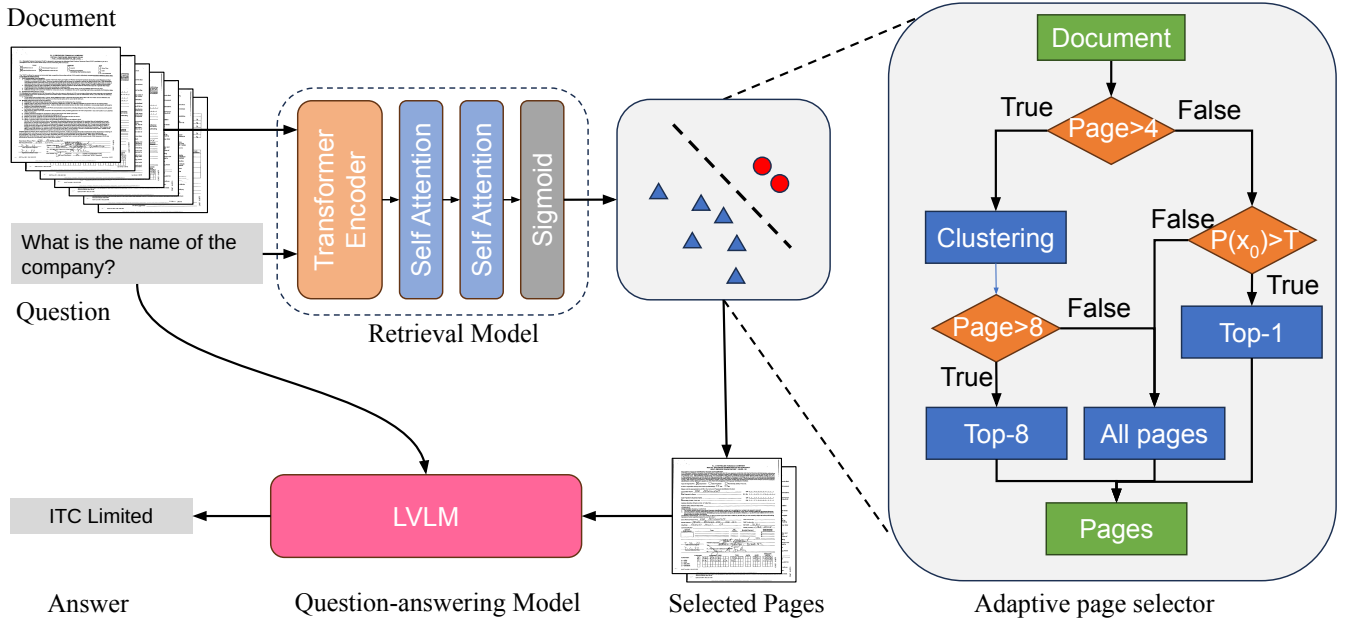 Document
What is the name of the
company?
Question
Transformer
Encoder
Self Attention
Self Attention
Sigmoid
Retrieval Model
LVLM
Question-answering Model
ITC Limited
Answer
Selected Pages
Document
True
False
Page>4
Clustering
False
P(x₀)>T
True
Page>8
False
Top-1
True
Top-8
All pages
Pages
Adaptive page selector